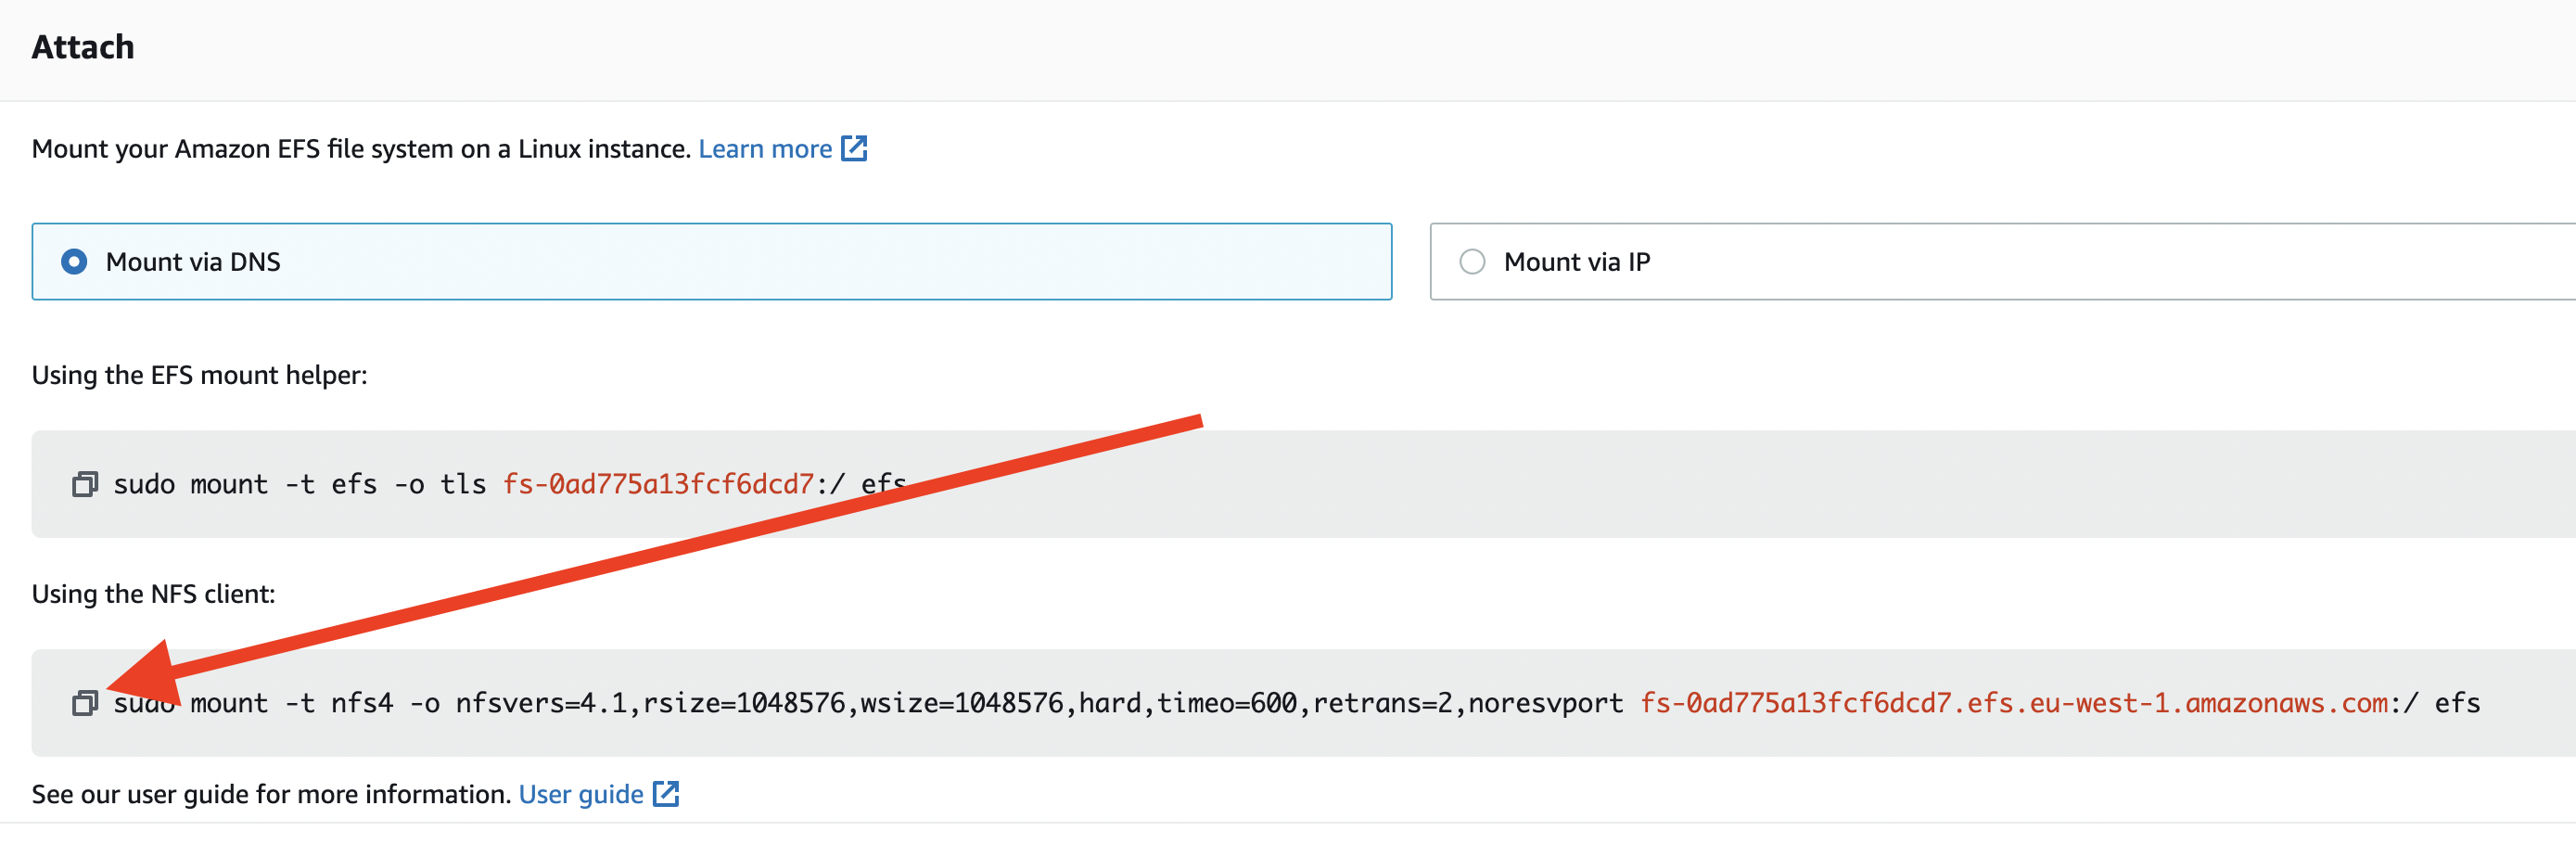 Attach
Mount your Amazon EFS file system on a Linux instance. Learn more
Mount via DNS
Mount via IP
Using the EFS mount helper:
sudo mount -t efs -o tls fs-0ad775a13fcf6dcd7:/ efs
Using the NFS client:
sudo mount -t nfs4 -o nfsvers=4.1,rsize=1048576,wsize=1048576,hard,timeo=600,retrans=2,noresvport fs-0ad775a13fcf6dcd7.efs.eu-west-1.amazonaws.com:/ efs
See our user guide for more information. User guide